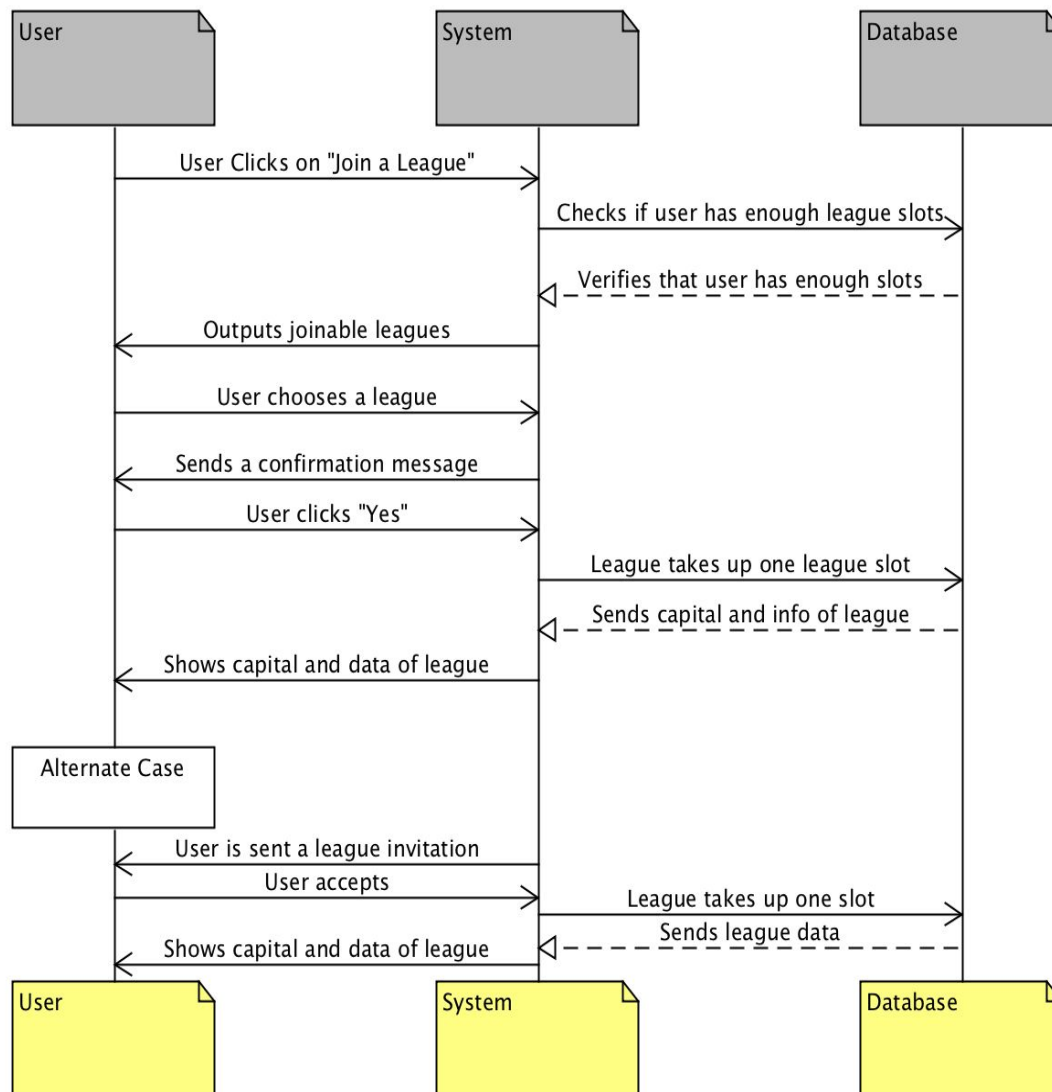 User
System
Database
User Clicks on "Join a League"
Checks if user has enough league slots
Verifies that user has enough slots
Outputs joinable leagues
User chooses a league
Sends a confirmation message
User clicks "Yes"
League takes up one league slot
Sends capital and info of league
Shows capital and data of league
Alternate Case
User is sent a league invitation
User accepts
League takes up one slot
Sends league data
Shows capital and data of league
User
System
Database